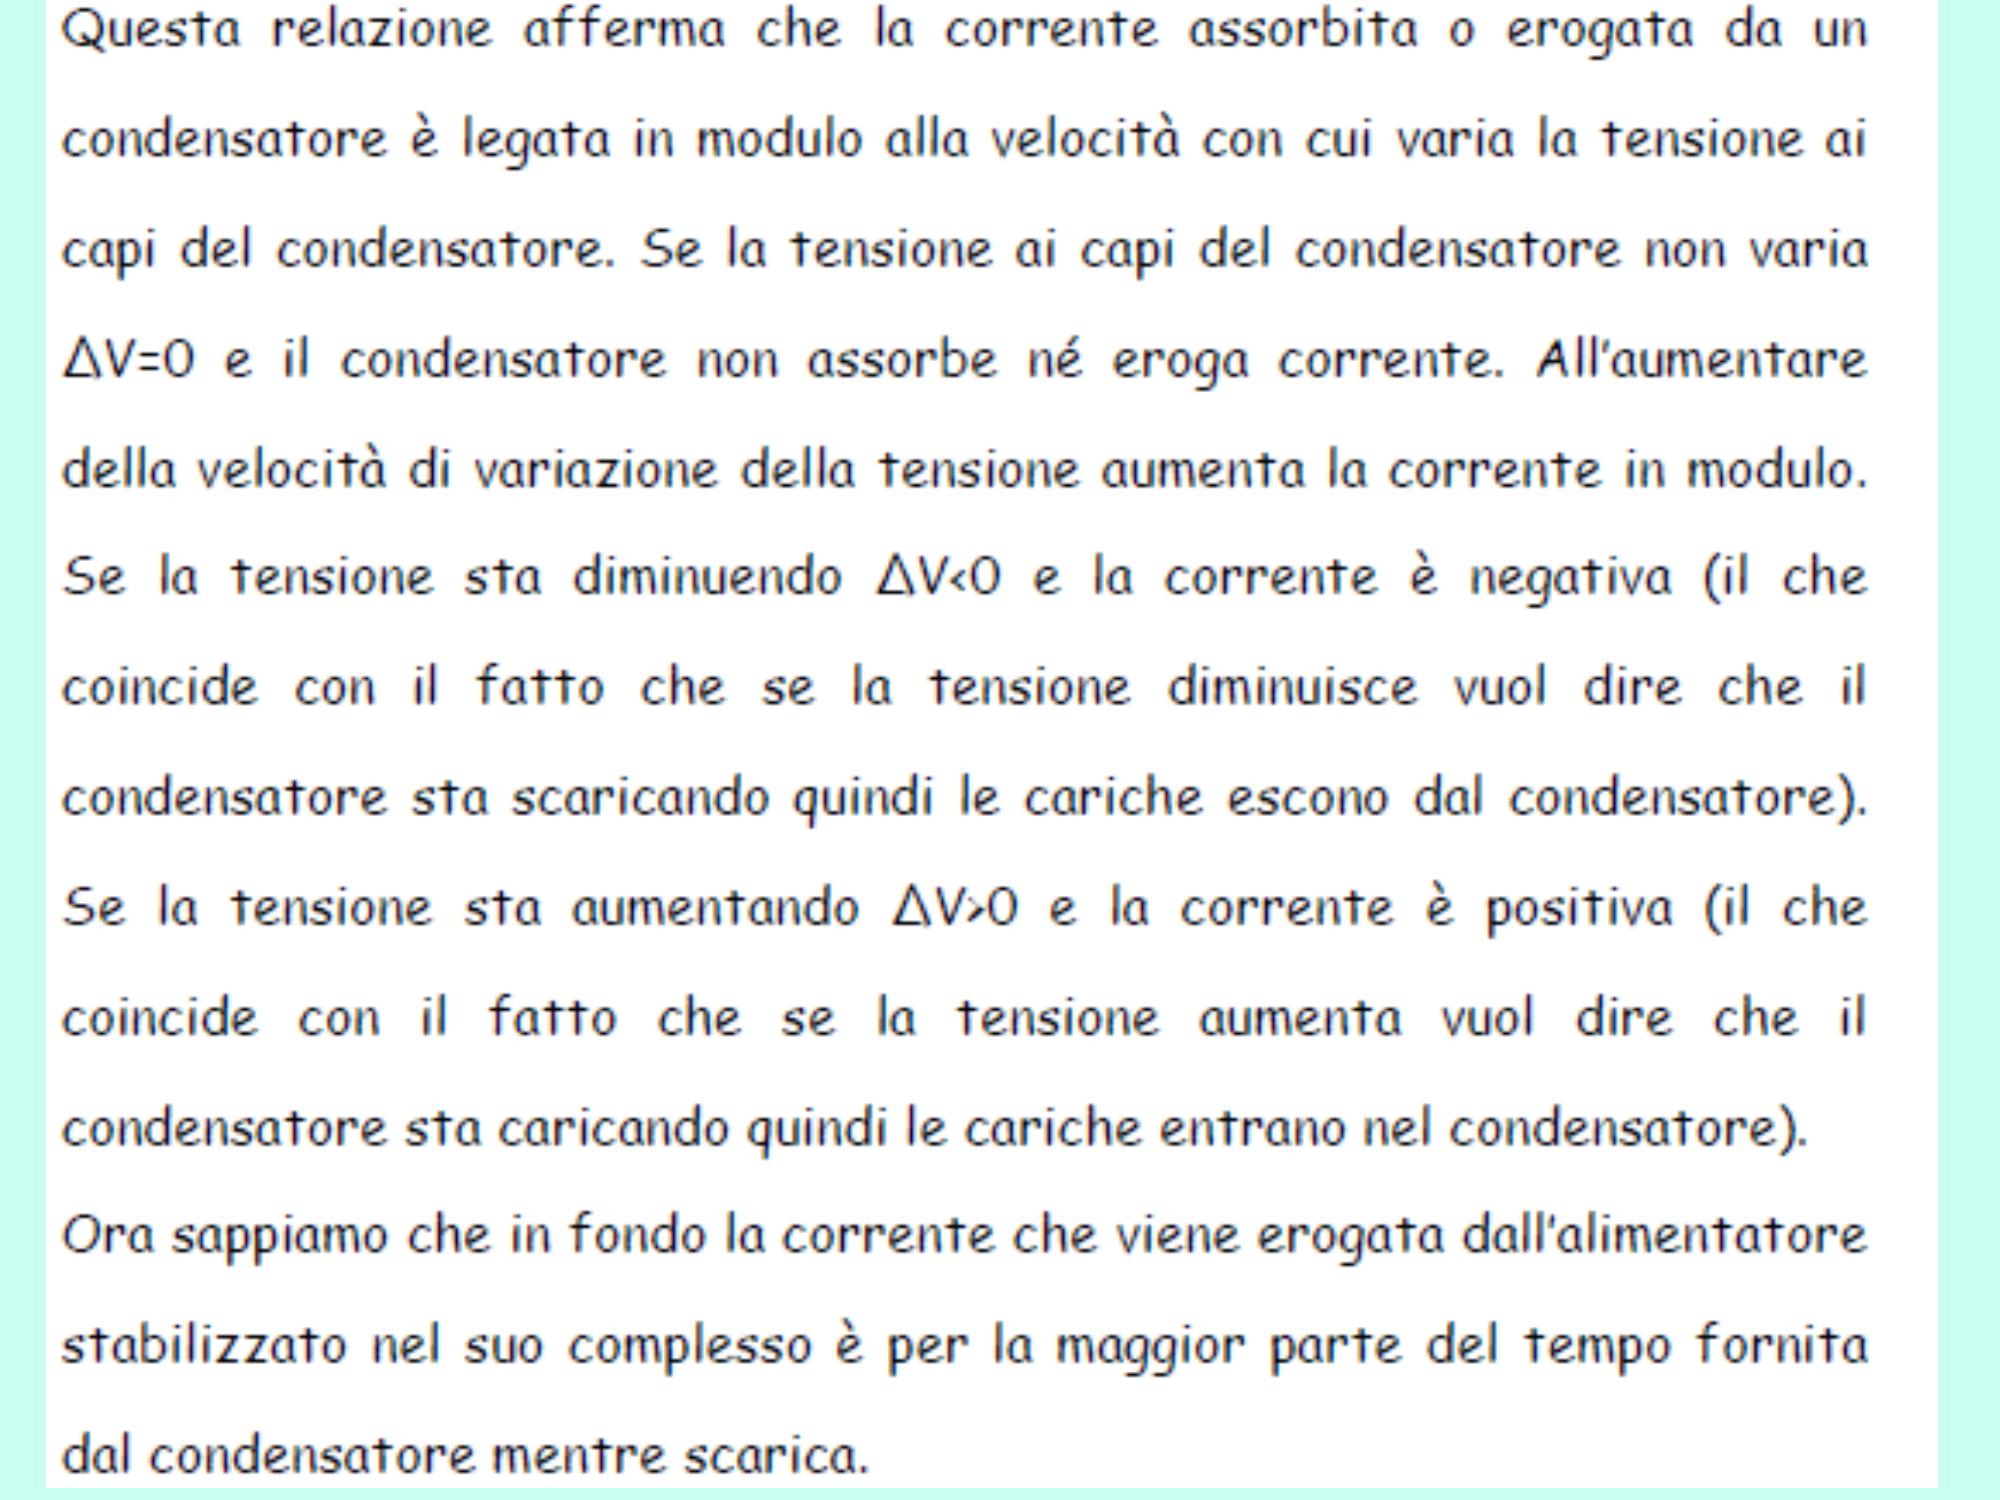 Questa relazione afferma che la corrente assorbita o erogata da un
condensatore è legata in modulo alla velocità con cui varia la tensione ai
capi del condensatore. Se la tensione ai capi del condensatore non varia
ΔV=0 e il condensatore non assorbe né eroga corrente. All'aumentare
della velocità di variazione della tensione aumenta la corrente in modulo.
Se la tensione sta diminuendo ΔV<0 e la corrente è negativa (il che
coincide con il fatto che se la tensione diminuisce vuol dire che il
condensatore sta scaricando quindi le cariche escono dal condensatore).
Se la tensione sta aumentando ΔV>0 e la corrente è positiva (il che
coincide con il fatto che se la tensione aumenta vuol dire che il
condensatore sta caricando quindi le cariche entrano nel condensatore).
Ora sappiamo che in fondo la corrente che viene erogata dall'alimentatore
stabilizzato nel suo complesso è per la maggior parte del tempo fornita
dal condensatore mentre scarica.